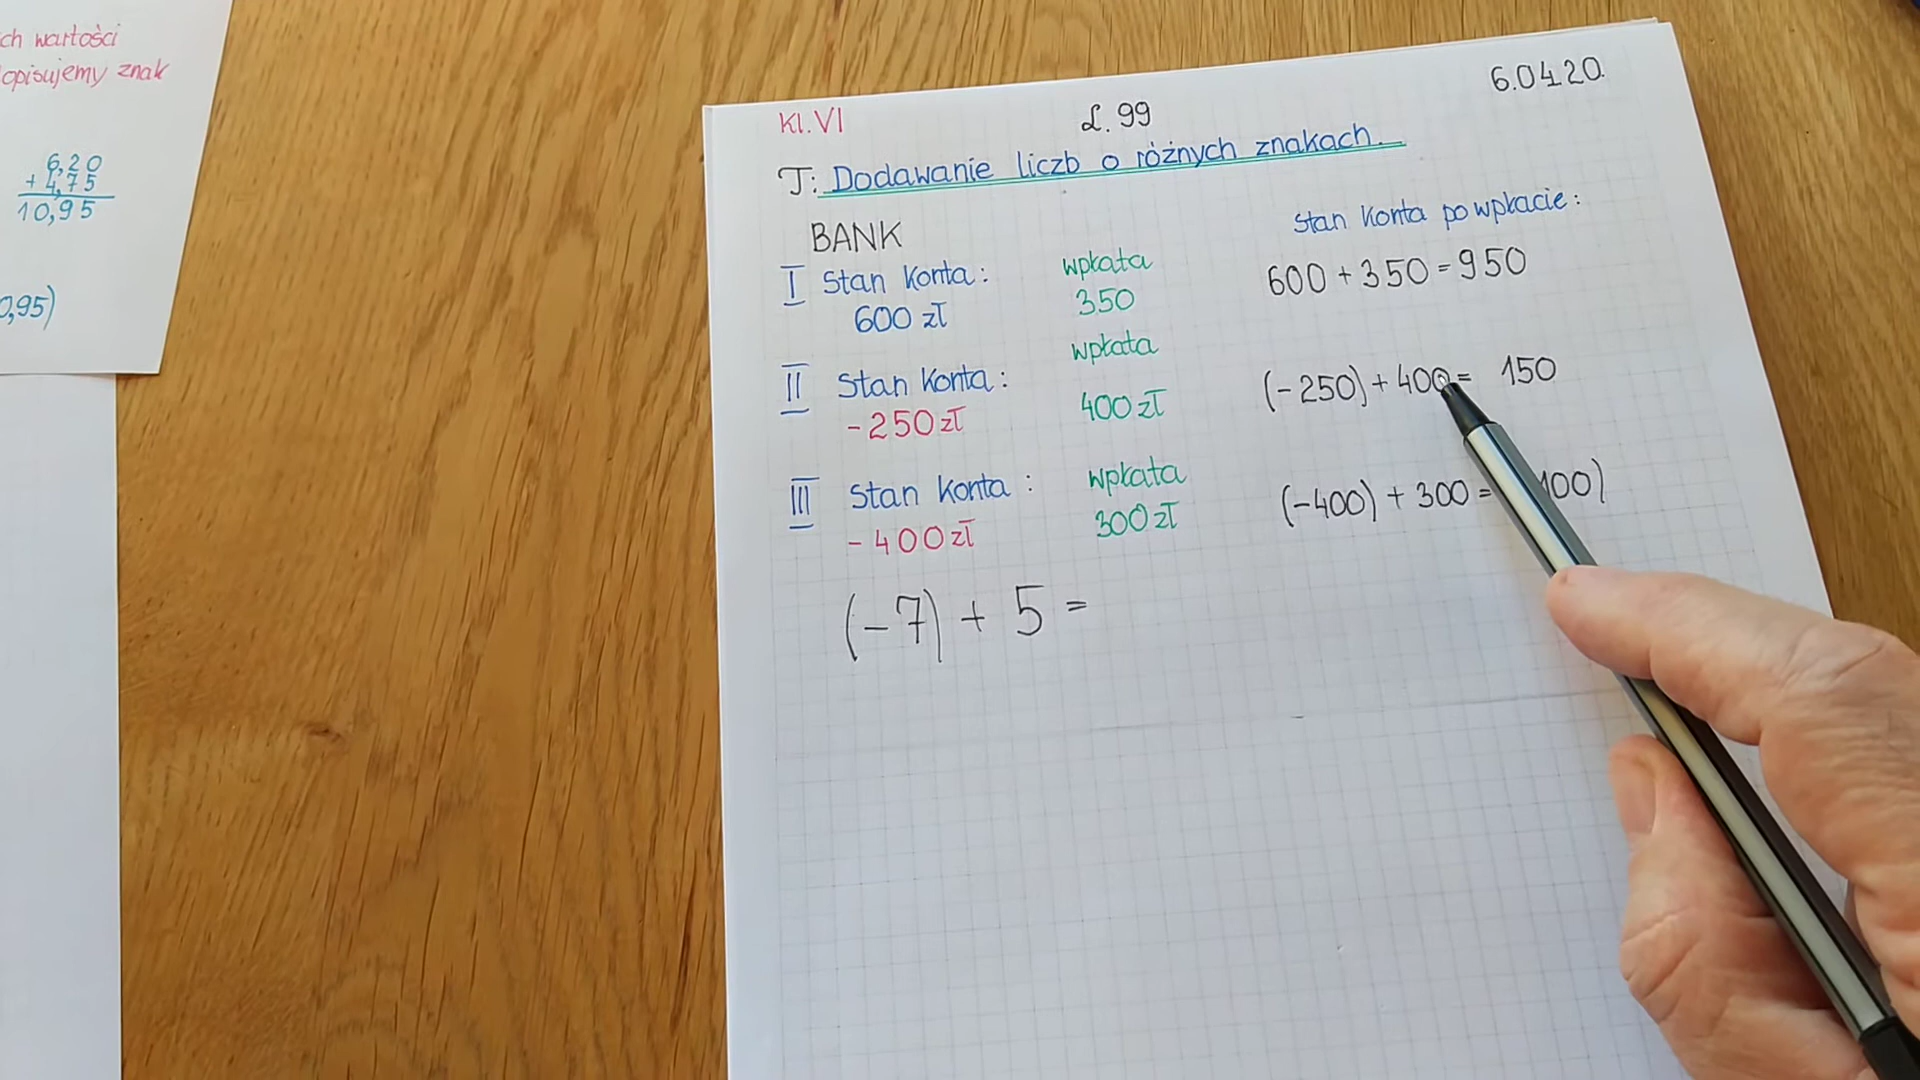 ch wartości
opisujemy znak
6,20
+ 4,75
10,95
0,95)
Kl. VI
L. 99
6.04.20.
T: Dodawanie liczb o różnych znakach.
BANK
Stan Konta po wpłacie:
I Stan Konta:
wpłata
600 zł
350
600 + 350 = 950
II Stan Konta:
wpłata
-250 zł
400 zł
(-250) + 400 = 150
III Stan Konta:
wpłata
-400 zł
300 zł
(-400) + 300 = 100)
(-7) + 5 =